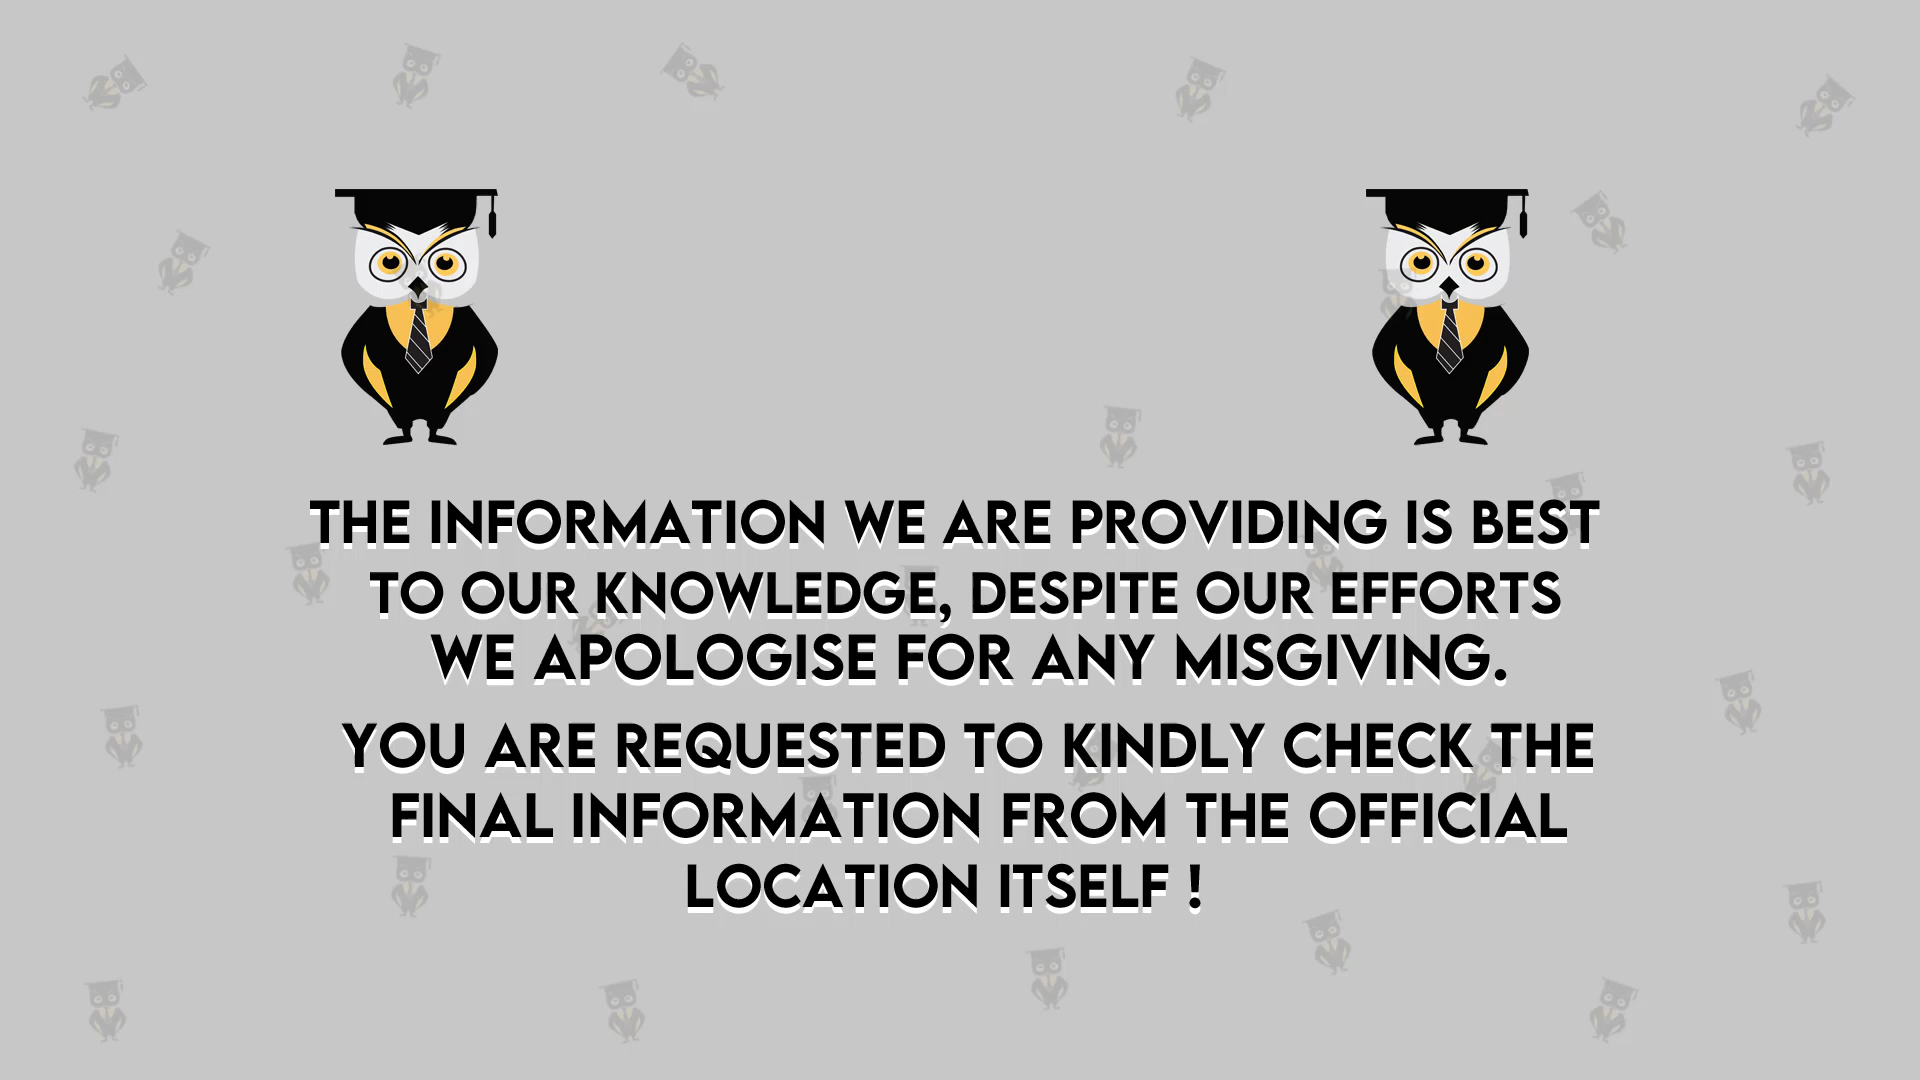 THE INFORMATION WE ARE PROVIDING IS BEST
TO OUR KNOWLEDGE, DESPITE OUR EFFORTS
WE APOLOGISE FOR ANY MISGIVING.
YOU ARE REQUESTED TO KINDLY CHECK THE
FINAL INFORMATION FROM THE OFFICIAL
LOCATION ITSELF !